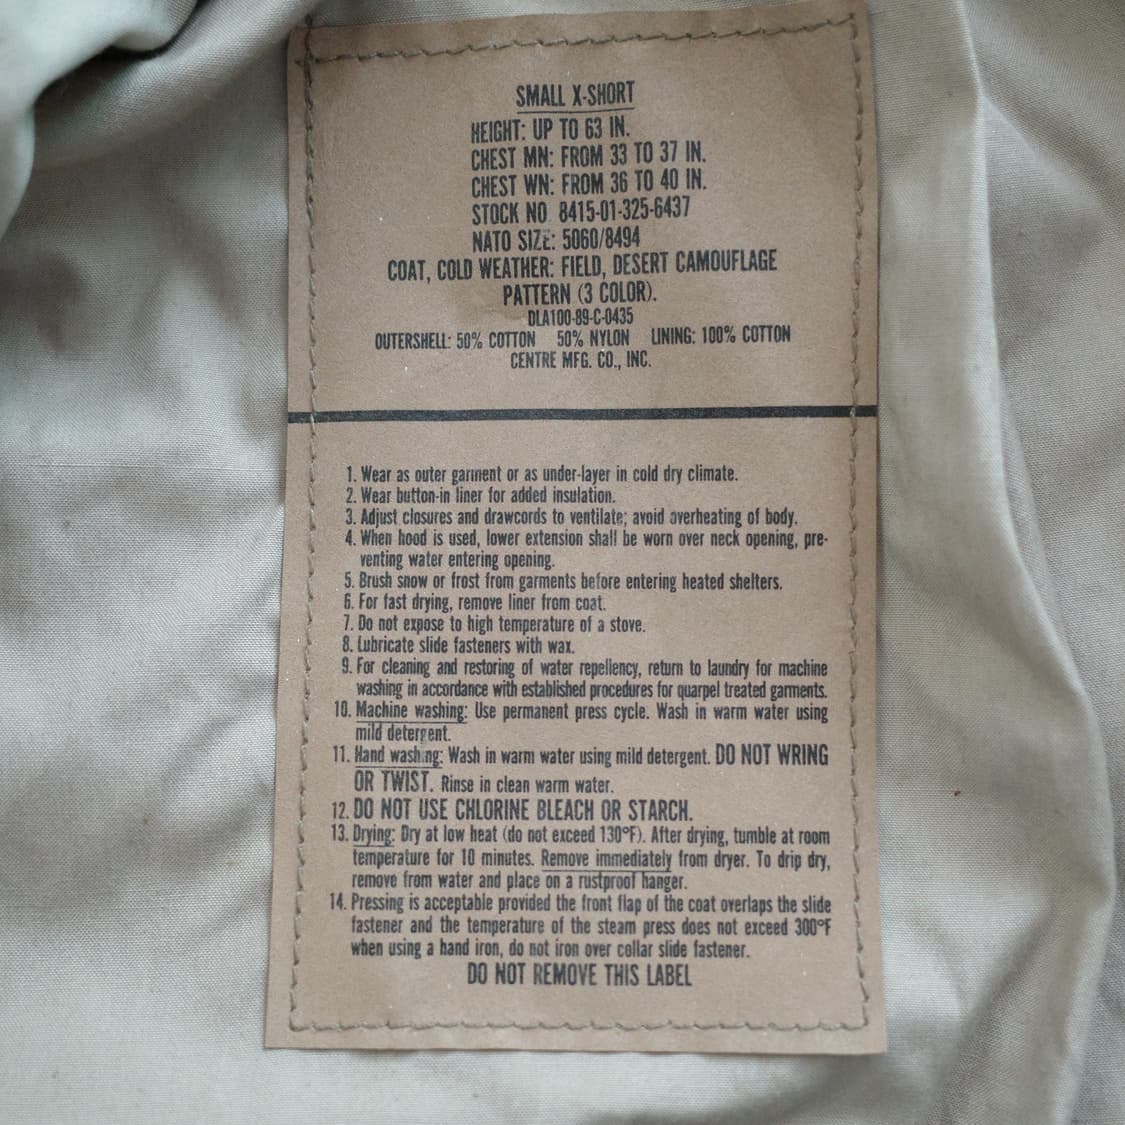 SMALL X-SHORT
HEIGHT: UP TO 63 IN.
CHEST MN: FROM 33 TO 37 IN.
CHEST WN: FROM 36 TO 40 IN.
STOCK NO. 8415-01-325-6437
NATO SIZE: 5060/8494
COAT, COLD WEATHER: FIELD, DESERT CAMOUFLAGE
PATTERN (3 COLOR).
DLA100-89-C-0435
OUTERSHELL: 50% COTTON 50% NYLON LINING: 100% COTTON
CENTRE MFG. CO., INC.
1. Wear as outer garment or as under-layer in cold dry climate.
2. Wear button-in liner for added insulation.
3. Adjust closures and drawcords to ventilate; avoid overheating of body.
4. When hood is used, lower extension shall be worn over neck opening, pre-
venting water entering opening.
5. Brush snow or frost from garments before entering heated shelters.
6. For fast drying, remove liner from coat.
7. Do not expose to high temperature of a stove.
8. Lubricate slide fasteners with wax.
9. For cleaning and restoring of water repellency, return to laundry for machine
washing in accordance with established procedures for quarpel treated garments.
10. Machine washing: Use permanent press cycle. Wash in warm water using
mild detergent.
11. Hand washing: Wash in warm water using mild detergent. DO NOT WRING
OR TWIST. Rinse in clean warm water.
12. DO NOT USE CHLORINE BLEACH OR STARCH.
13. Drying: Dry at low heat (do not exceed 130°F). After drying, tumble at room
temperature for 10 minutes. Remove immediately from dryer. To drip dry,
remove from water and place on a rustproof hanger.
14. Pressing is acceptable provided the front flap of the coat overlaps the slide
fastener and the temperature of the steam press does not exceed 300°F
when using a hand iron, do not iron over collar slide fastener.
DO NOT REMOVE THIS LABEL